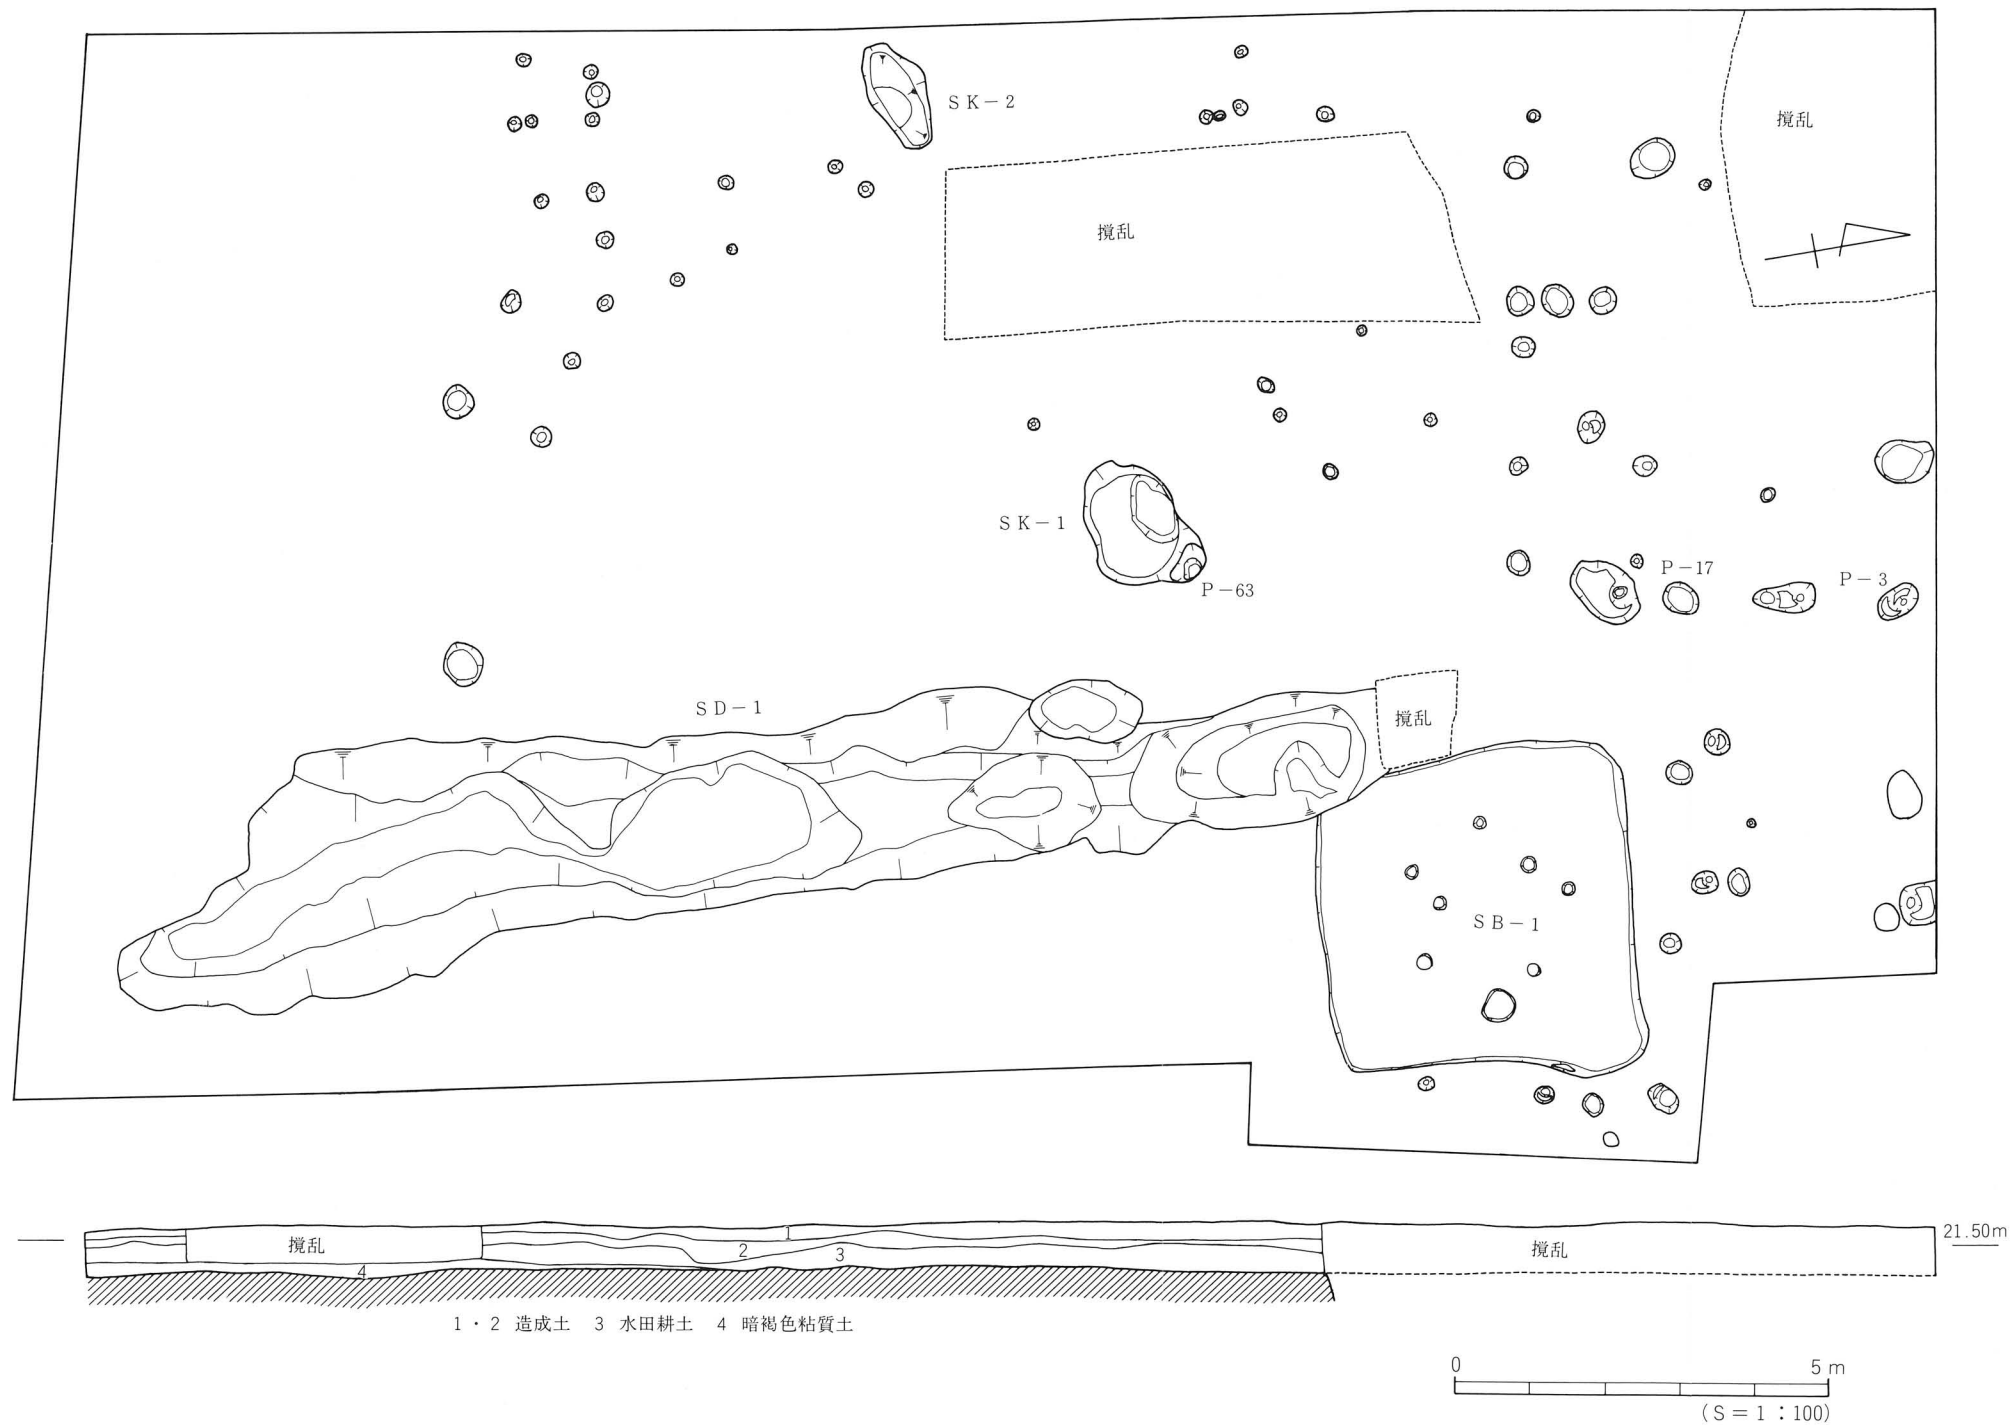 SK－2
撹乱
撹乱
SK－1
P－63
P－17
P－3
SD－1
撹乱
SB－1
21.50m
撹乱
1
2
3
4
撹乱
1・2 造成土 3 水田耕土 4 暗褐色粘質土
0 5m
（S＝1：100）